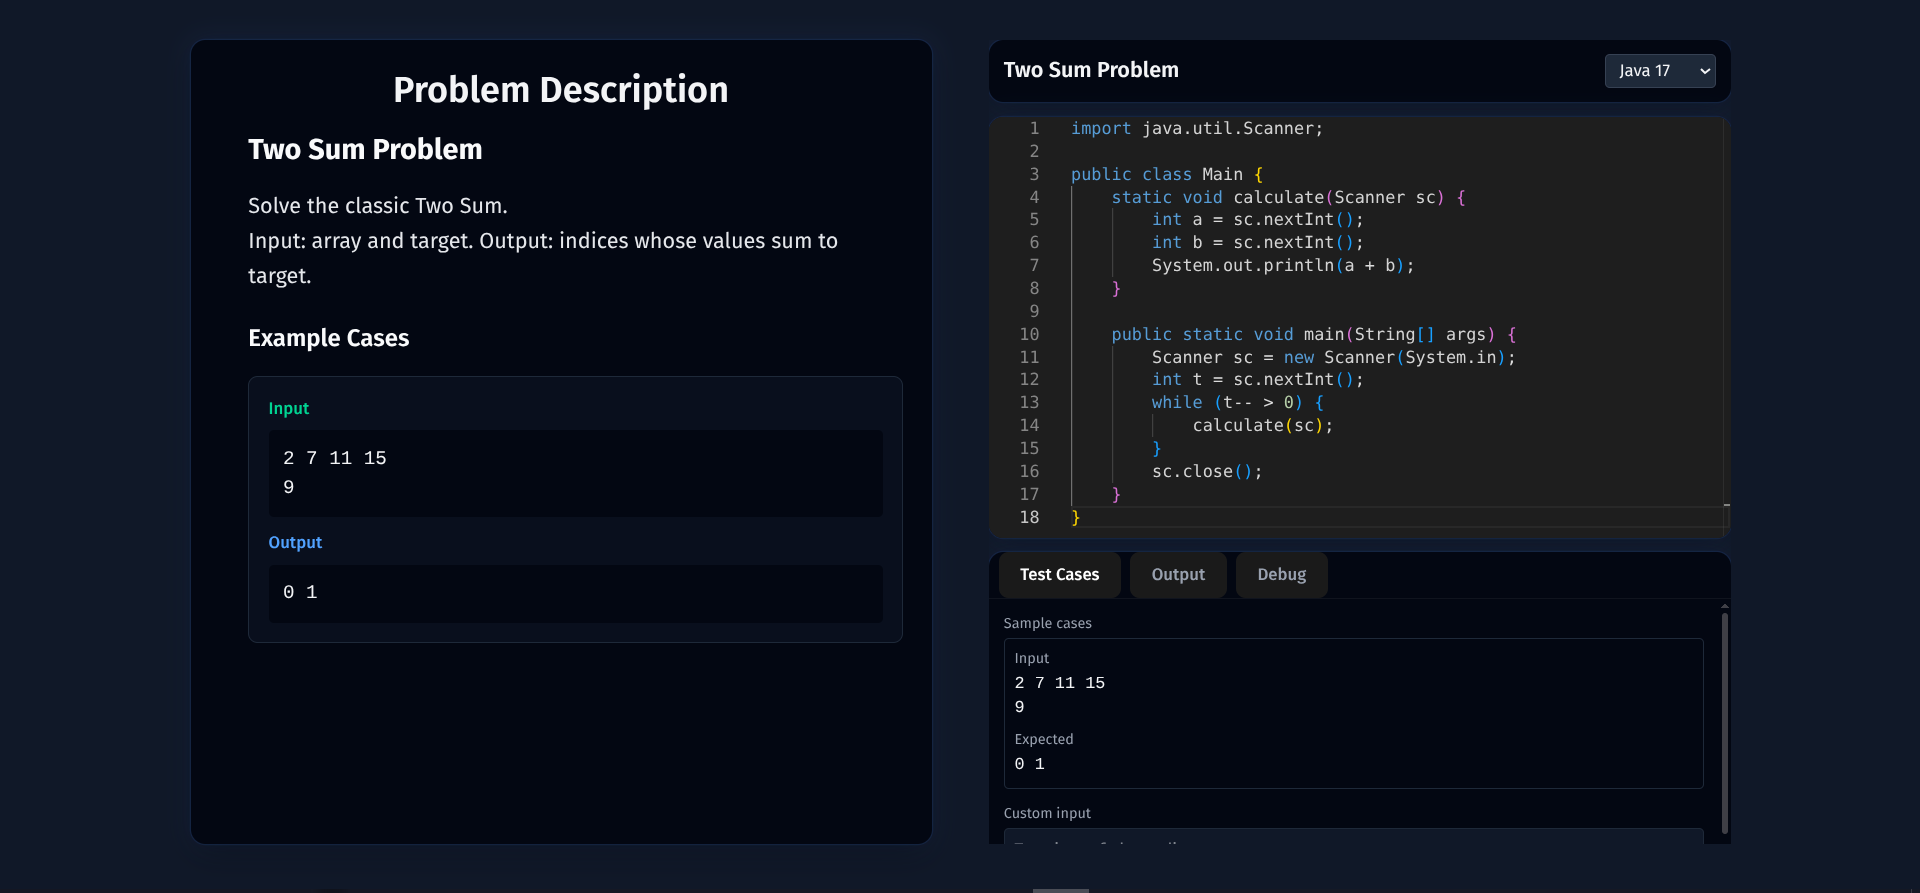 Problem Description
Two Sum Problem
Solve the classic Two Sum.
Input: array and target. Output: indices whose values sum to
target.
Example Cases
Input
2 7 11 15
9
Output
0 1
Two Sum Problem
Java 17
1 import java.util.Scanner;
2
3 public class Main {
4     static void calculate(Scanner sc) {
5         int a = sc.nextInt();
6         int b = sc.nextInt();
7         System.out.println(a + b);
8     }
9
10     public static void main(String[] args) {
11         Scanner sc = new Scanner(System.in);
12         int t = sc.nextInt();
13         while (t-- > 0) {
14             calculate(sc);
15         }
16         sc.close();
17     }
18 }
Test Cases Output Debug
Sample cases
Input
2 7 11 15
9
Expected
0 1
Custom input